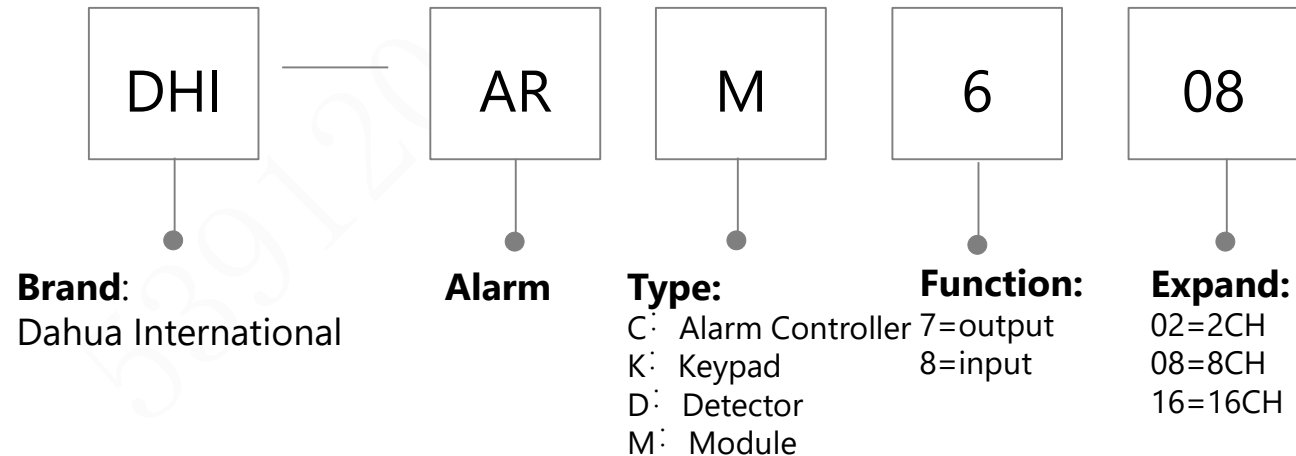 DHI AR M 6 08
Brand:
Dahua International
Alarm
Type:
C： Alarm Controller
K： Keypad
D： Detector
M： Module
Function:
7=output
8=input
Expand:
02=2CH
08=8CH
16=16CH
539120